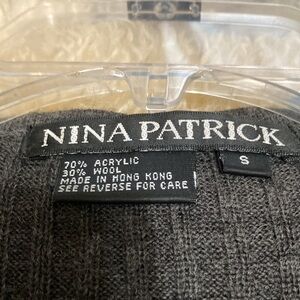 NINA PATRICK
S
70% ACRYLIC
30% WOOL
MADE IN HONG KONG
SEE REVERSE FOR CARE